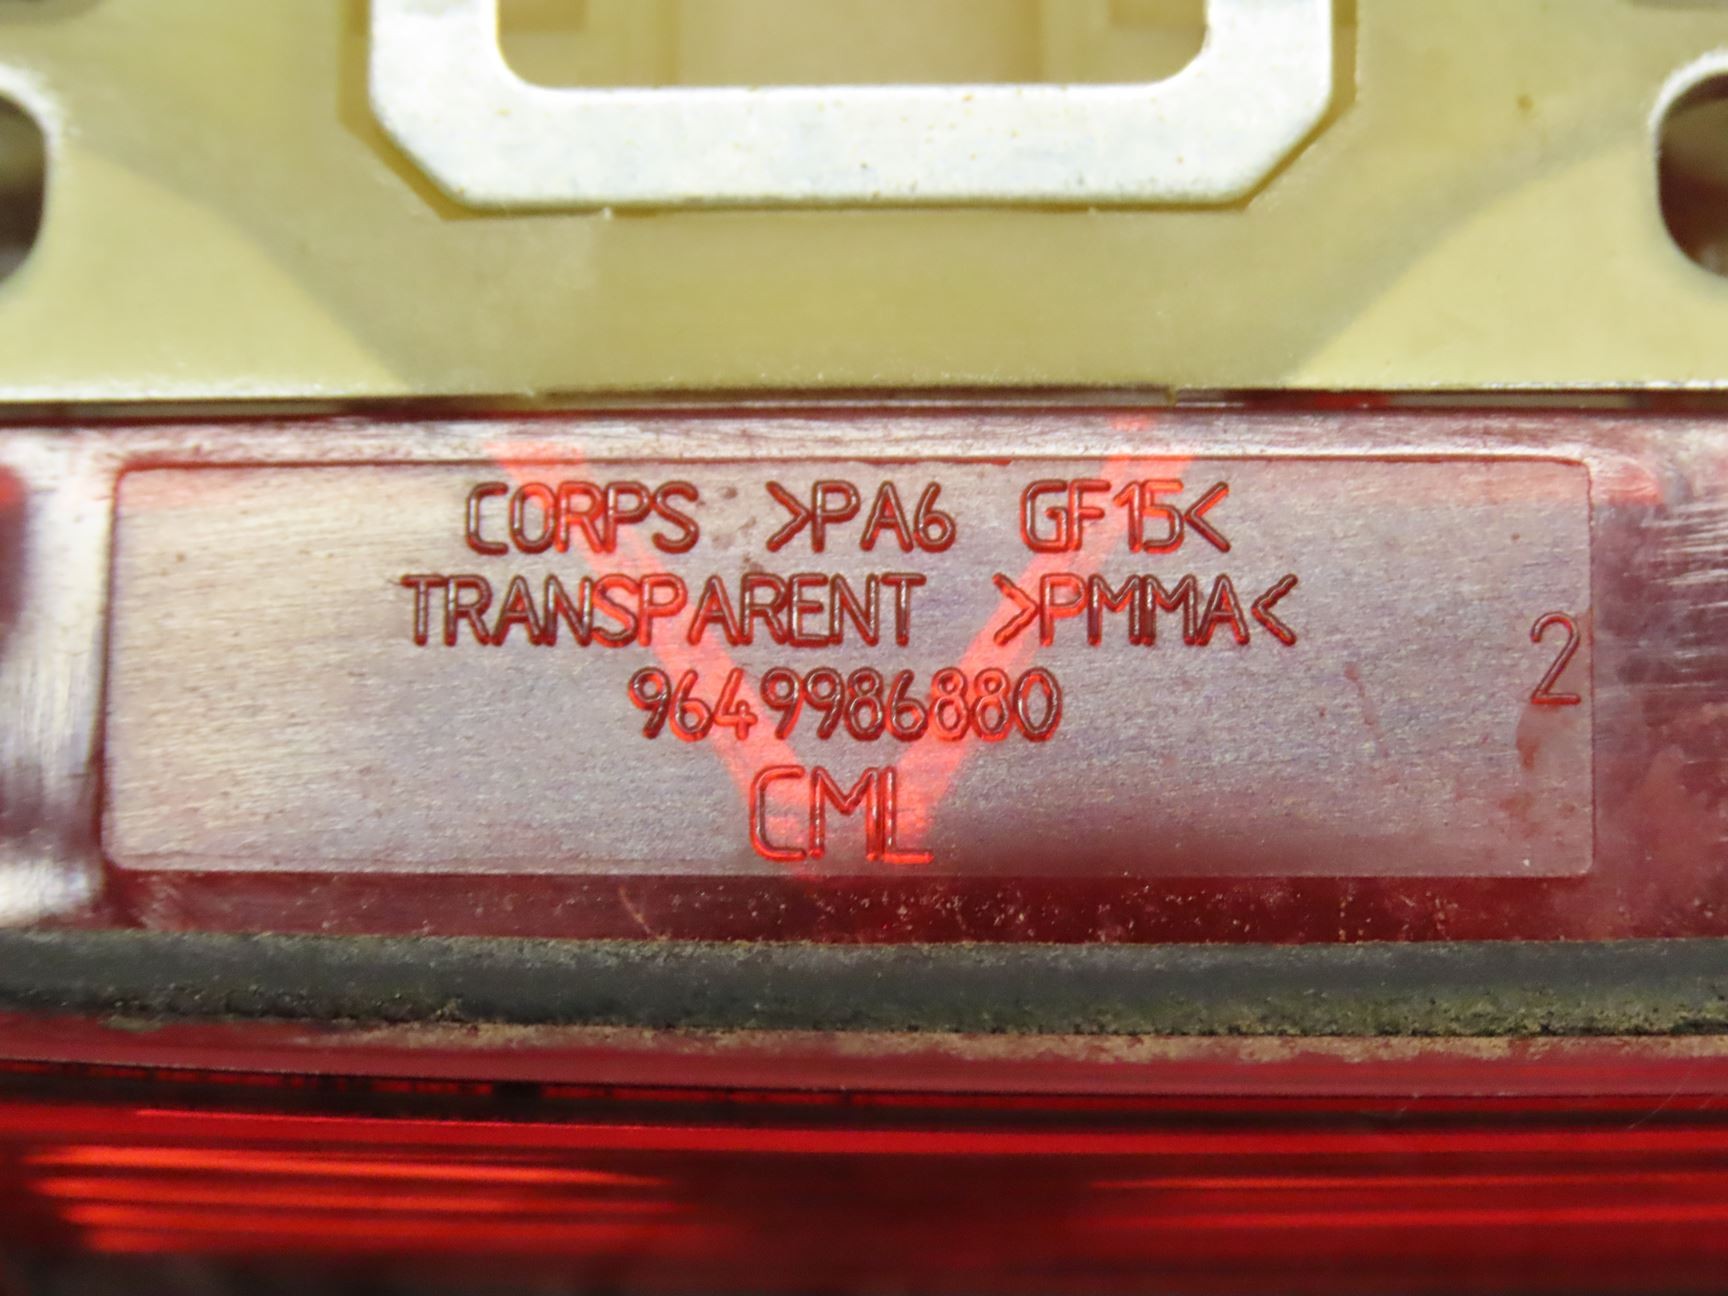 CORPS >PA6 GF15<
TRANSPARENT >PMMA<
9649986880
CML
2